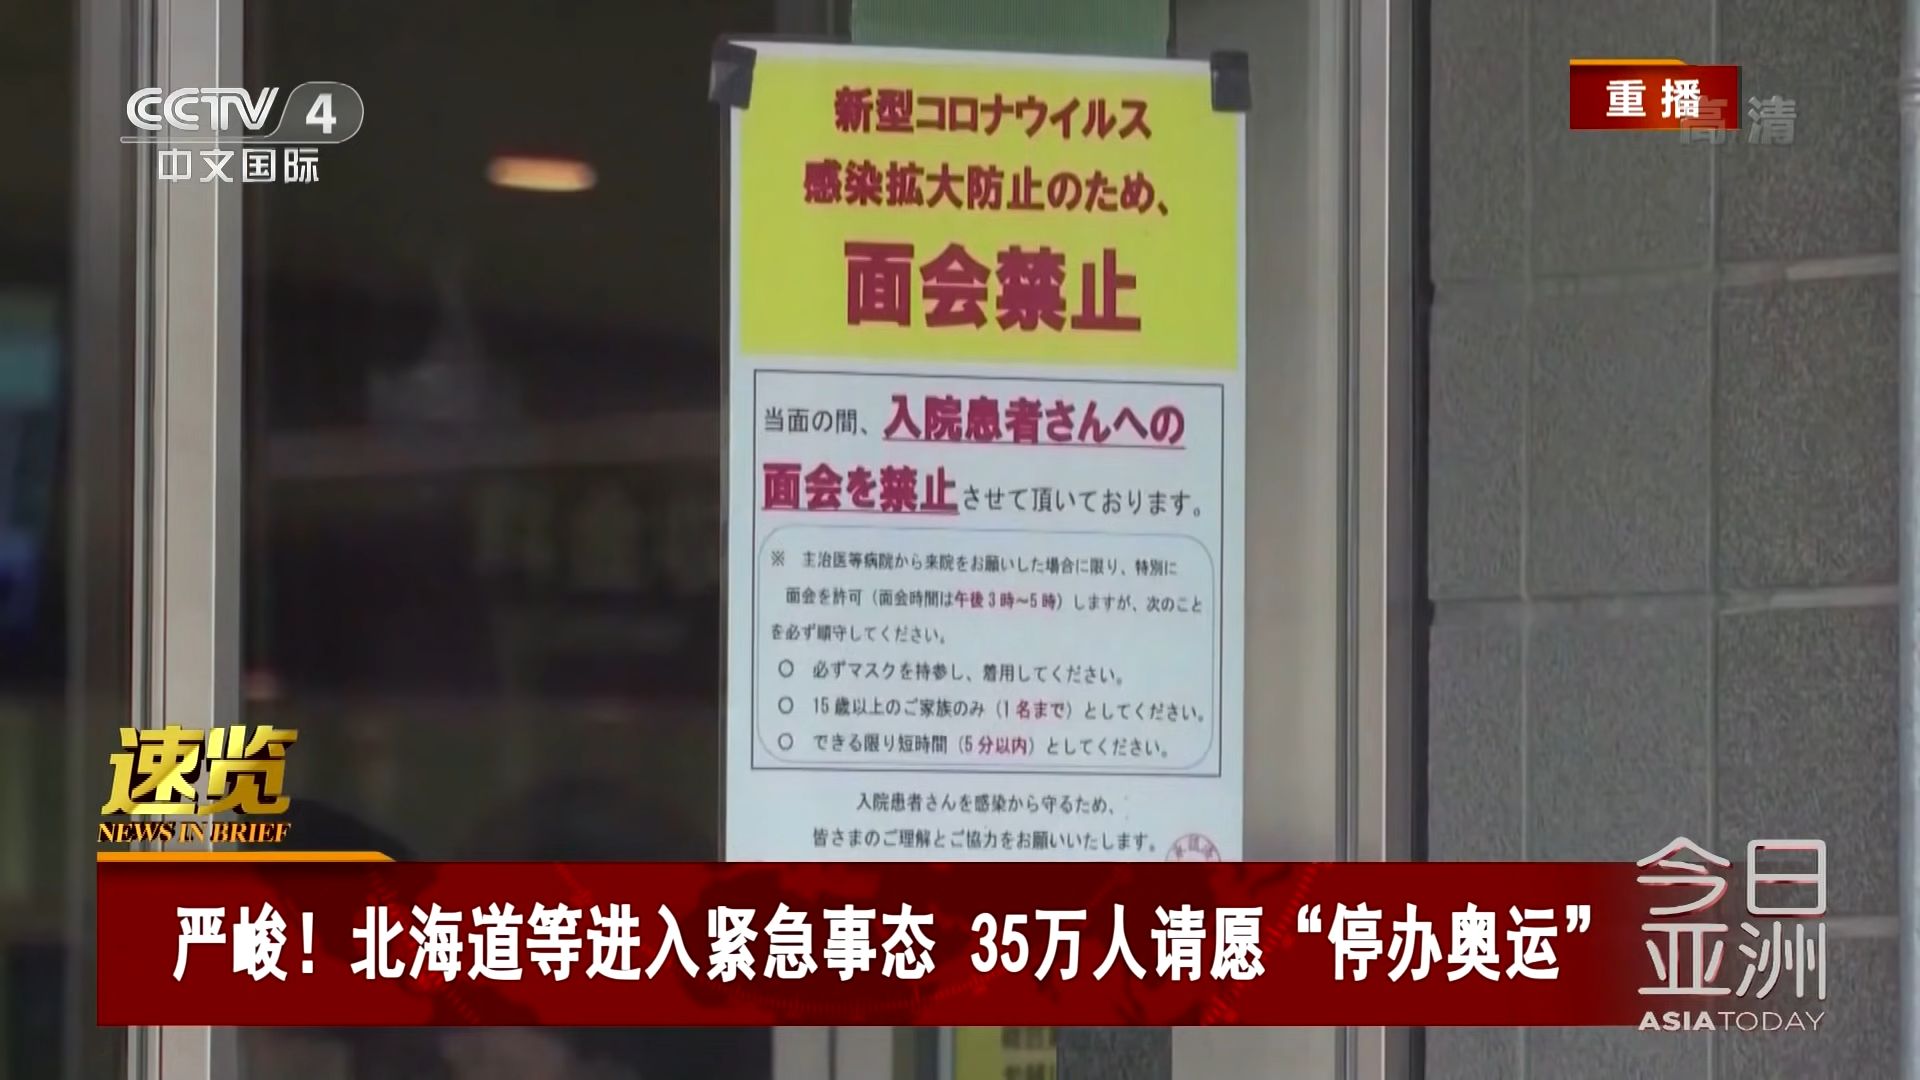 CCTV 4
中文国际
重播
高清
新型コロナウイルス
感染拡大防止のため、
面会禁止
当面の間、入院患者さんへの
面会を禁止させて頂いております。
※ 主治医等病院から来院をお願いした場合に限り、特別に
面会を許可（面会時間は午後3時～5時）しますが、次のこと
を必ず順守してください。
○ 必ずマスクを持参し、着用してください。
○ 15歳以上のご家族のみ（1名まで）としてください。
○ できる限り短時間（5分以内）としてください。
入院患者さんを感染から守るため、
皆さまのご理解とご協力をお願いいたします。
速览
NEWS IN BRIEF
严峻！北海道等进入紧急事态 35万人请愿“停办奥运”
今日
亚洲
ASIA TODAY